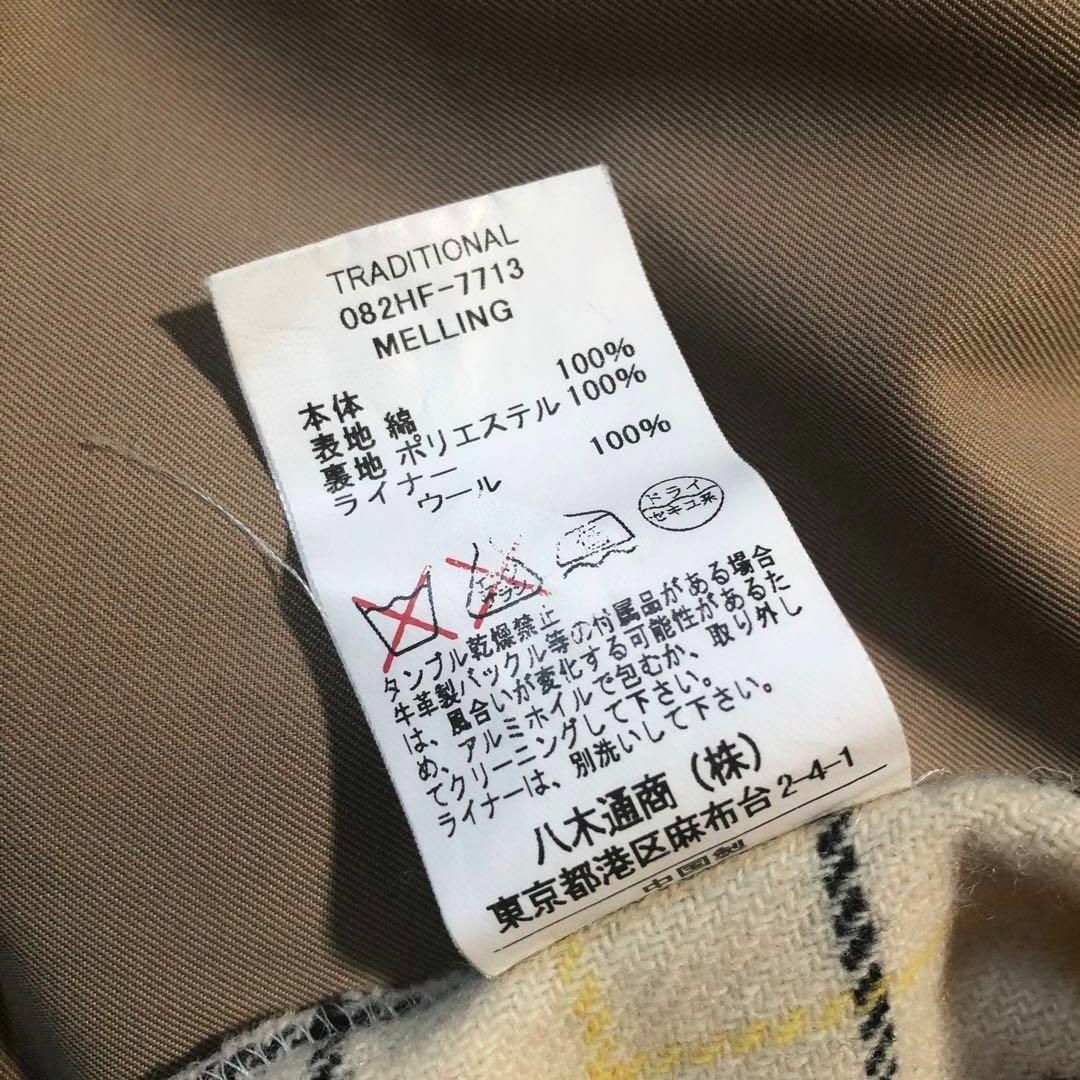 TRADITIONAL
082HF-7713
MELLING
本体
表地 綿 100%
裏地 ポリエステル 100%
ライナー
ウール 100%
ドライ
セキユ系
タンブル乾燥禁止
牛革製バックル等の付属品がある場合
は、風合いが変化する可能性があるた
め、アルミホイルで包むか、取り外し
てクリーニングして下さい。
ライナーは、別洗いして下さい。
八木通商（株）
東京都港区麻布台2-4-1
中国製